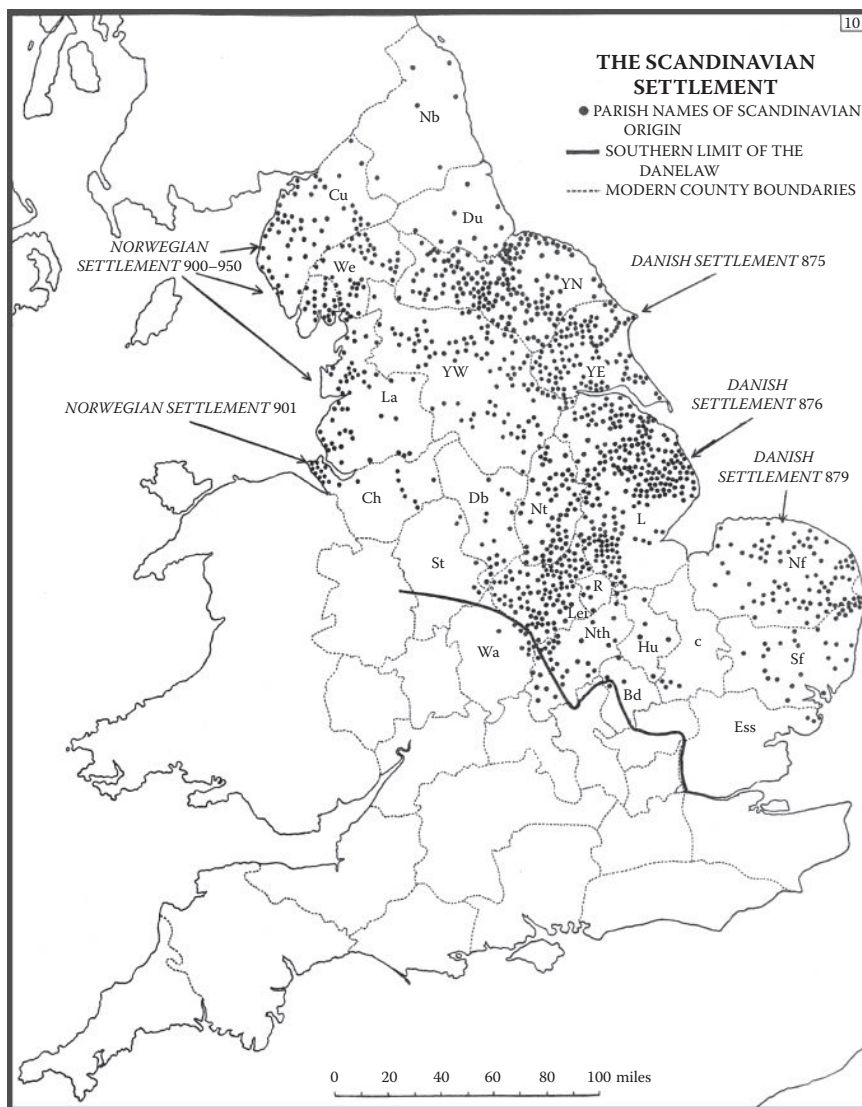 10
THE SCANDINAVIAN
SETTLEMENT
PARISH NAMES OF SCANDINAVIAN
ORIGIN
SOUTHERN LIMIT OF THE
DANELAW
MODERN COUNTY BOUNDARIES
Nb
Cu
Du
NORWEGIAN
SETTLEMENT 900–950
We
YN
DANISH SETTLEMENT 875
YW
YE
La
NORWEGIAN SETTLEMENT 901
DANISH
SETTLEMENT 876
DANISH
SETTLEMENT 879
Ch
Db
Nt
L
St
Nf
R
Lei
Nth
Wa
Hu
c
Sf
Bd
Ess
0 20 40 60 80 100 miles